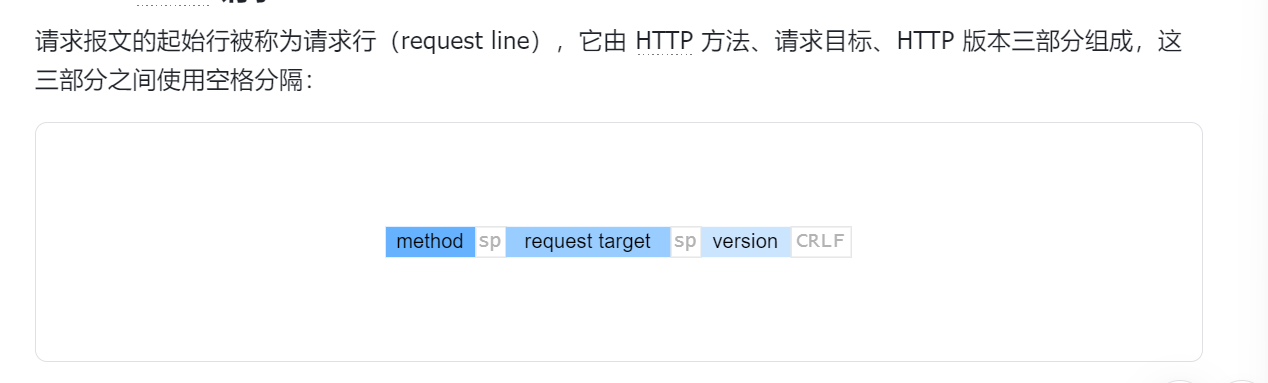 请求报文的起始行被称为请求行（request line），它由 HTTP 方法、请求目标、HTTP 版本三部分组成，这
三部分之间使用空格分隔：
method sp request target sp version CRLF